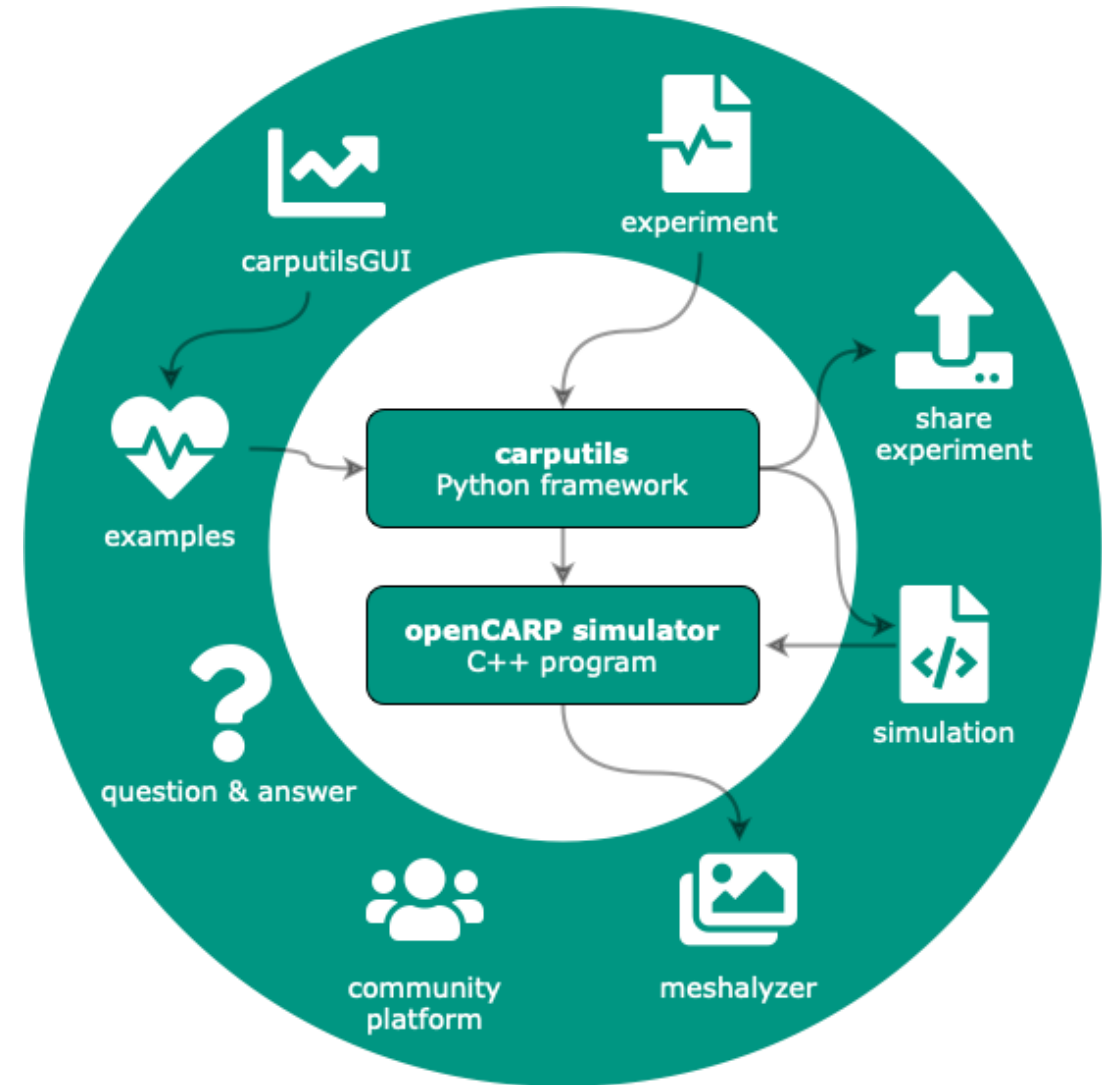 experiment
carputilsGUI
share
experiment
carputils
Python framework
examples
openCARP simulator
C++ program
simulation
question & answer
community
platform
meshalyzer